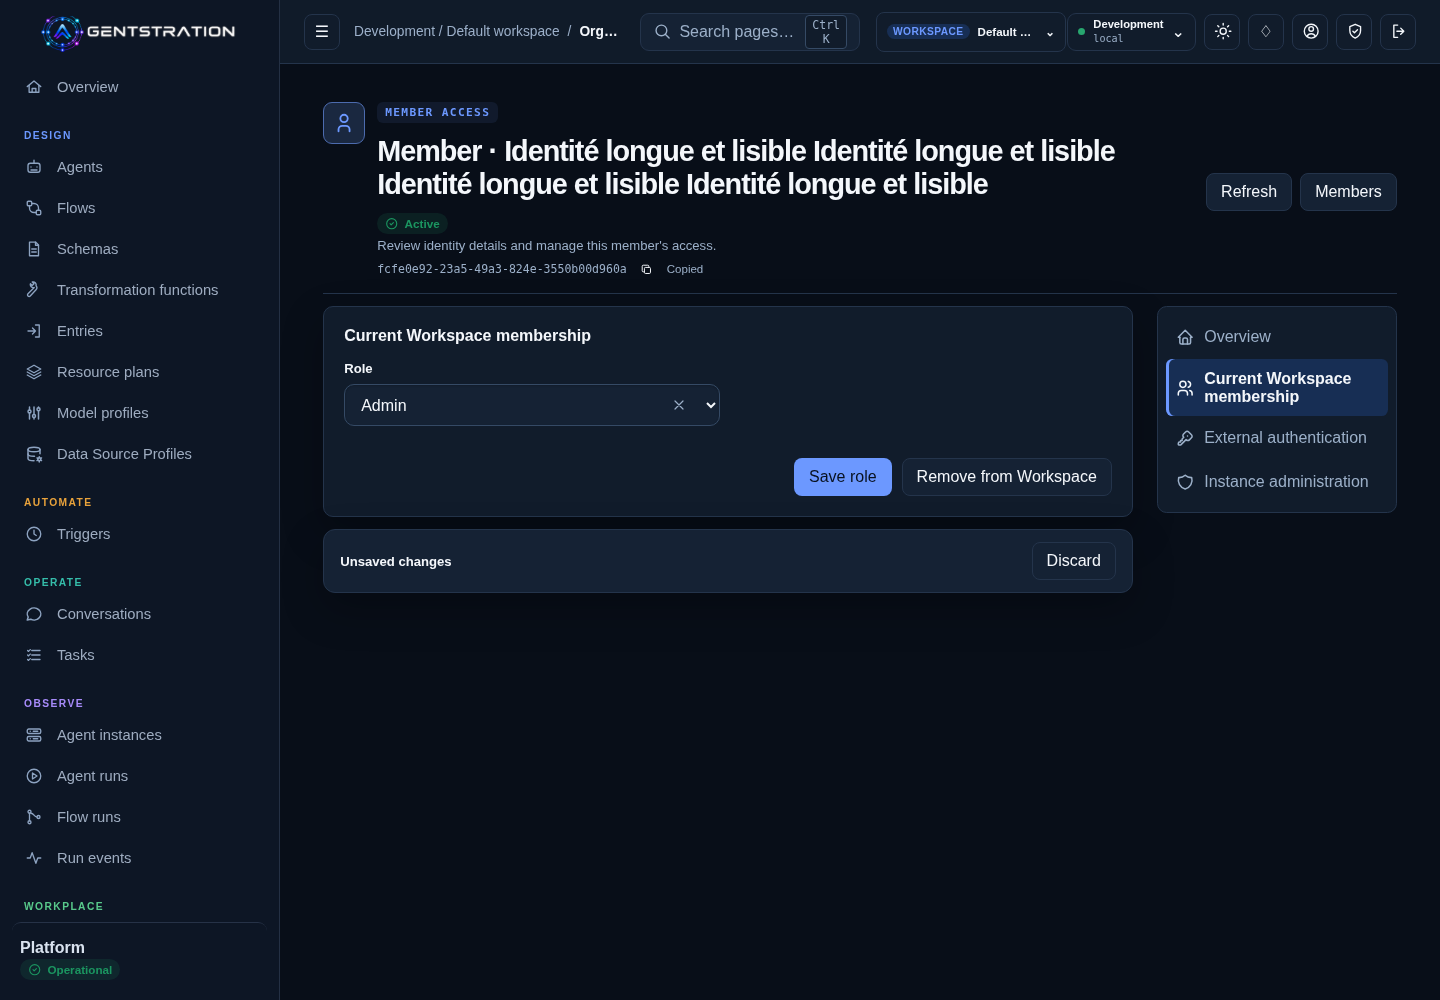 GENTSTRATION
Overview
DESIGN
Agents
Flows
Schemas
Transformation functions
Entries
Resource plans
Model profiles
Data Source Profiles
AUTOMATE
Triggers
OPERATE
Conversations
Tasks
OBSERVE
Agent instances
Agent runs
Flow runs
Run events
WORKPLACE
Platform
Operational
Development / Default workspace / Org…
Search pages…
Ctrl
K
WORKSPACE Default …
Development
local
MEMBER ACCESS
Member · Identité longue et lisible Identité longue et lisible
Identité longue et lisible Identité longue et lisible
Active
Review identity details and manage this member's access.
fcfe0e92-23a5-49a3-824e-3550b00d960a Copied
Refresh
Members
Current Workspace membership
Role
Admin
Save role
Remove from Workspace
Unsaved changes
Discard
Overview
Current Workspace
membership
External authentication
Instance administration